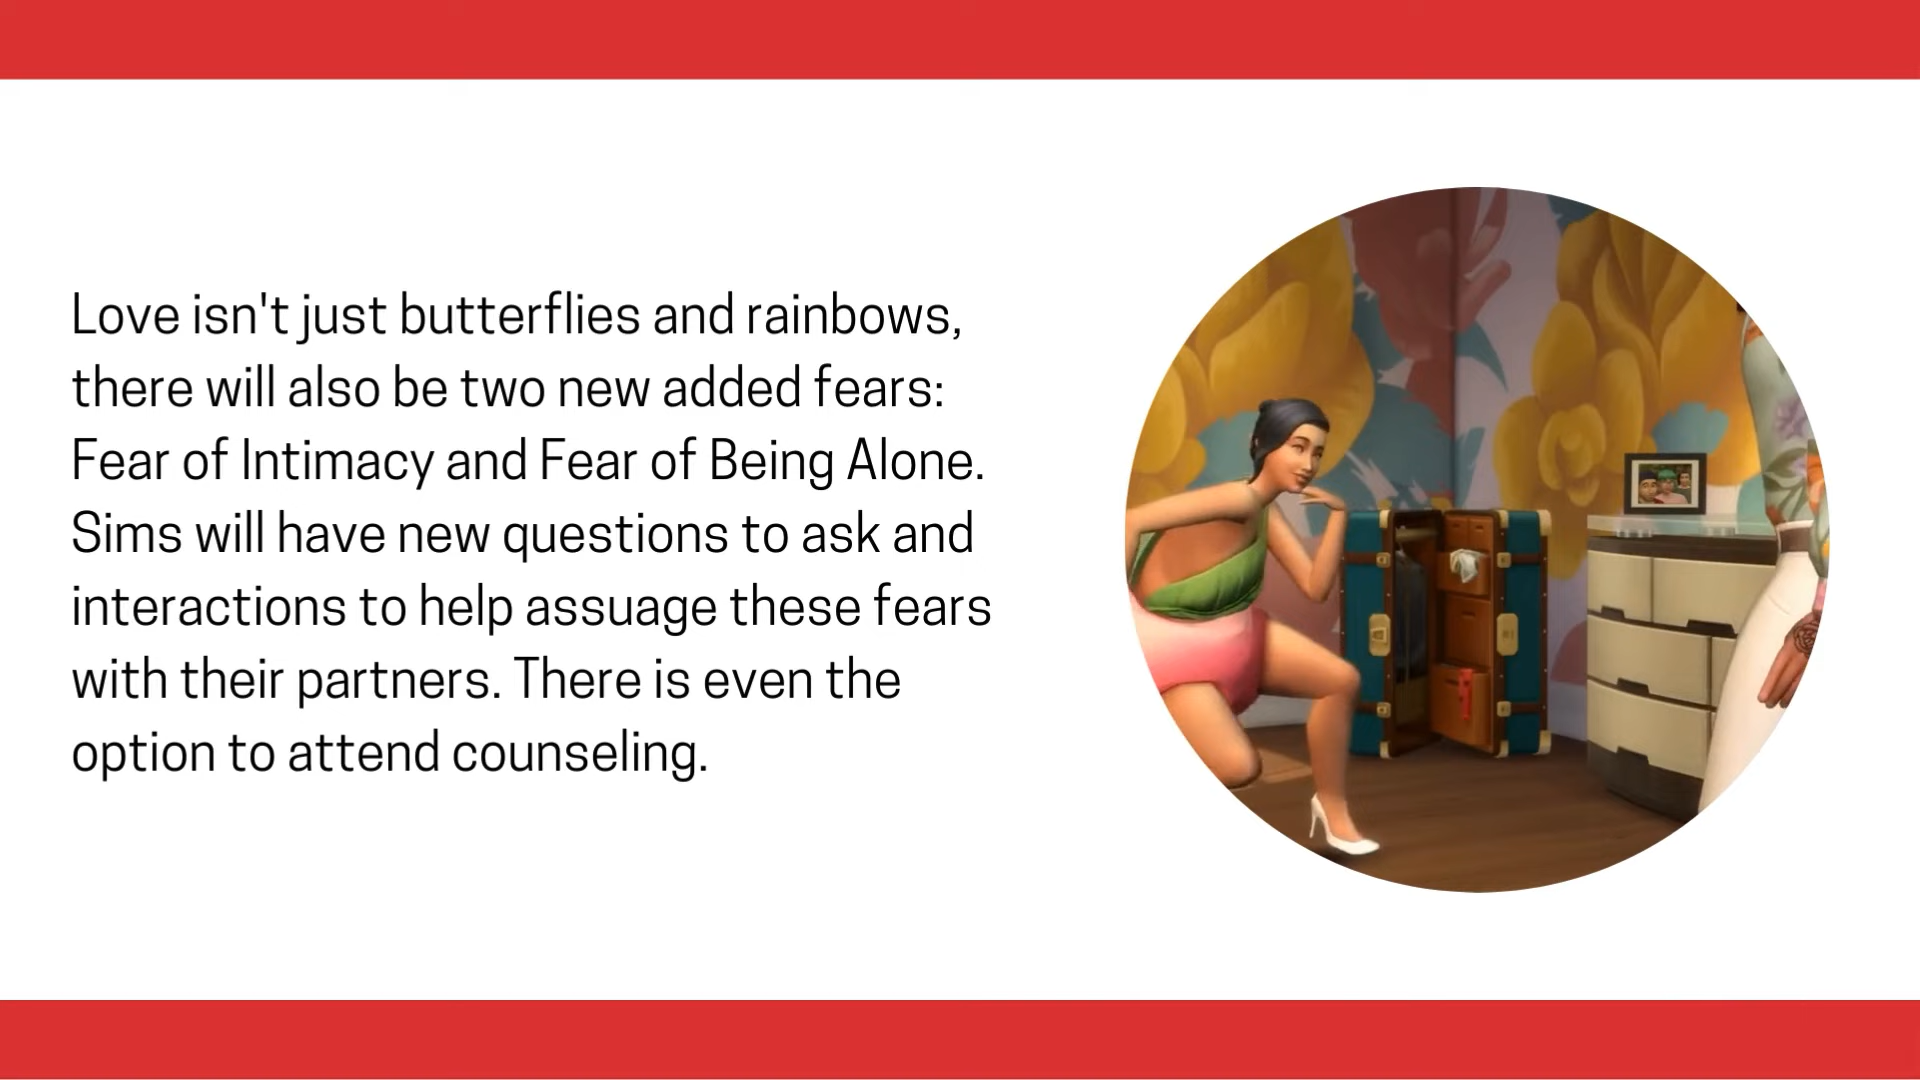 Love isn't just butterflies and rainbows,
there will also be two new added fears:
Fear of Intimacy and Fear of Being Alone.
Sims will have new questions to ask and
interactions to help assuage these fears
with their partners. There is even the
option to attend counseling.